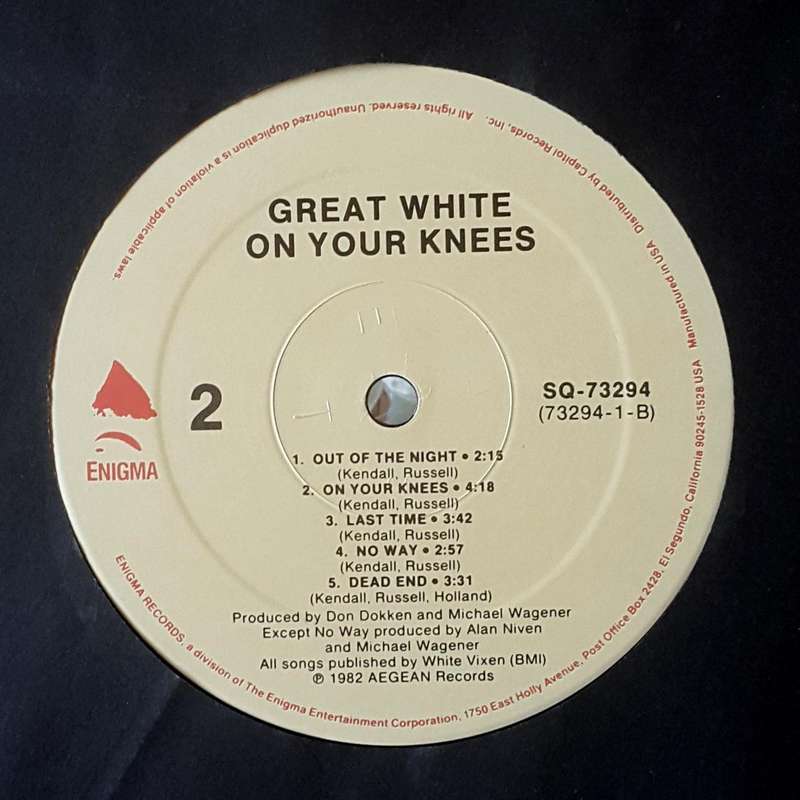 GREAT WHITE
ON YOUR KNEES
2
SQ-73294
(73294-1-B)
ENIGMA
1. OUT OF THE NIGHT • 2:15
(Kendall, Russell)
2. ON YOUR KNEES • 4:18
(Kendall, Russell)
3. LAST TIME • 3:42
(Kendall, Russell)
4. NO WAY • 2:57
(Kendall, Russell)
5. DEAD END • 3:31
(Kendall, Russell, Holland)
Produced by Don Dokken and Michael Wagener
Except No Way produced by Alan Niven
and Michael Wagener
All songs published by White Vixen (BMI)
℗ 1982 AEGEAN Records
ENIGMA RECORDS, a division of The Enigma Entertainment Corporation, 1750 East Holly Avenue, Post Office Box 2428, El Segundo, California 90245-1528 USA Manufactured in USA Distributed by Capitol Records, Inc. All rights reserved. Unauthorized duplication is a violation of applicable laws.